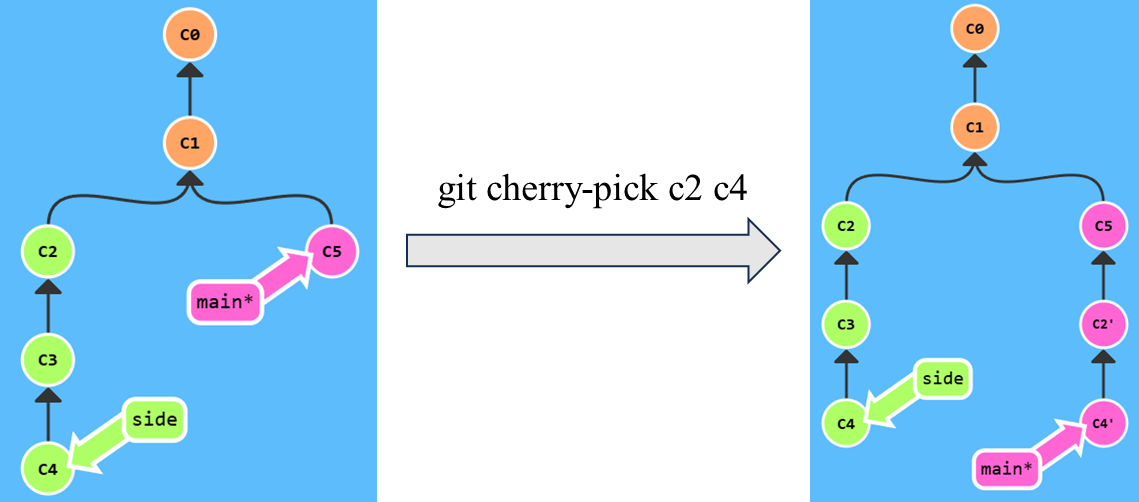 C0
C1
C2
C5
main*
C3
side
C4
git cherry-pick c2 c4
C0
C1
C2
C5
C3
C2'
side
C4
C4'
main*